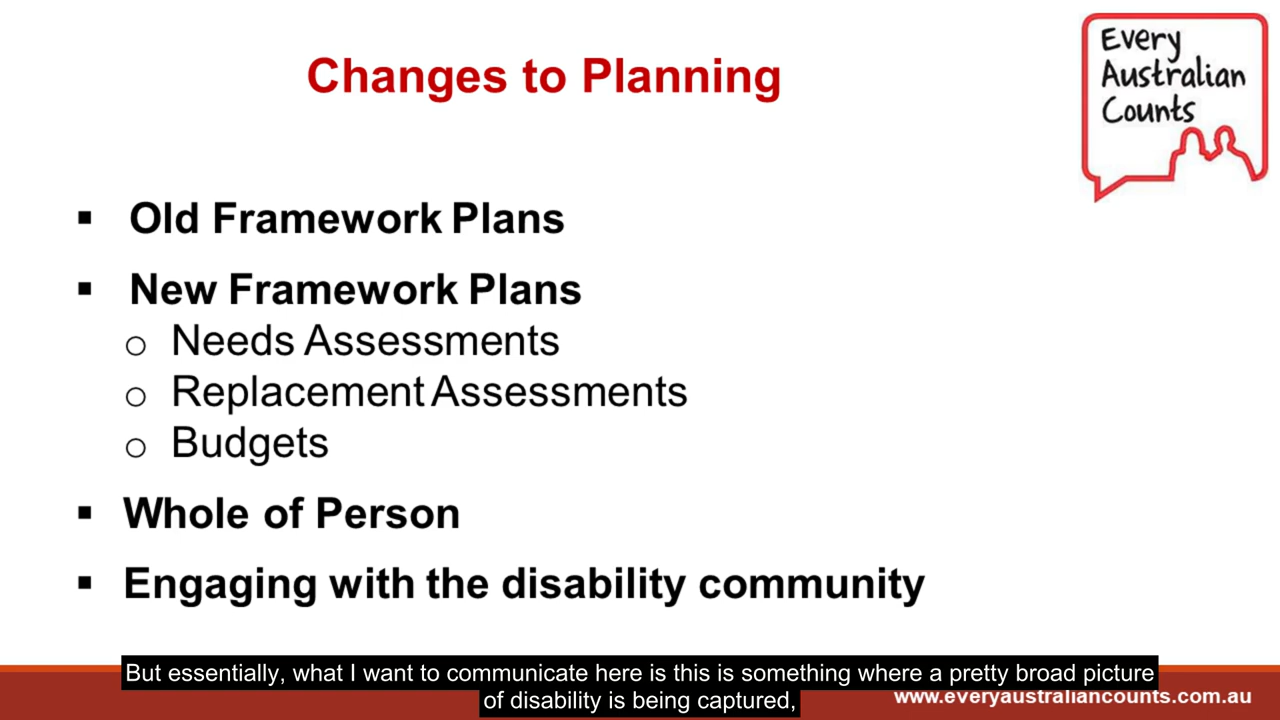 Changes to Planning
Every
Australian
Counts
▪ Old Framework Plans
▪ New Framework Plans
o Needs Assessments
o Replacement Assessments
o Budgets
▪ Whole of Person
▪ Engaging with the disability community
But essentially, what I want to communicate here is this is something where a pretty broad picture
of disability is being captured,
www.everyaustraliancounts.com.au